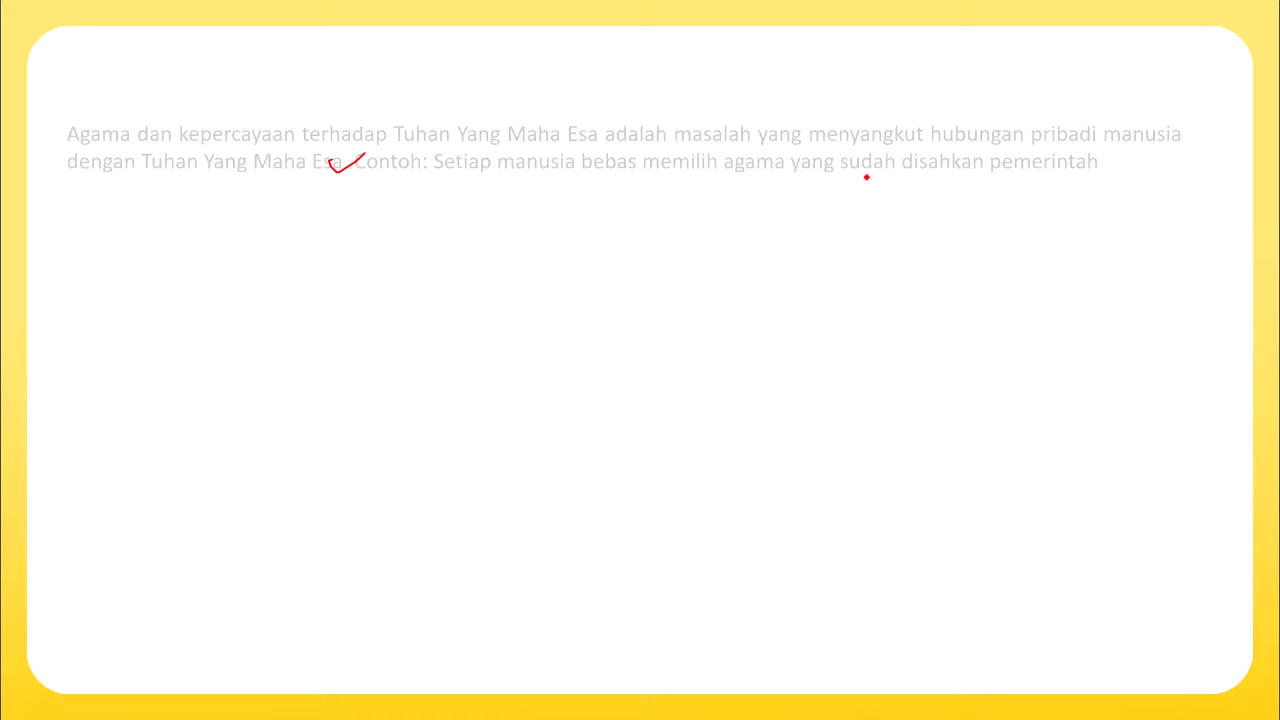 Agama dan kepercayaan terhadap Tuhan Yang Maha Esa adalah masalah yang menyangkut hubungan pribadi manusia
dengan Tuhan Yang Maha Esa. Contoh: Setiap manusia bebas memilih agama yang sudah disahkan pemerintah